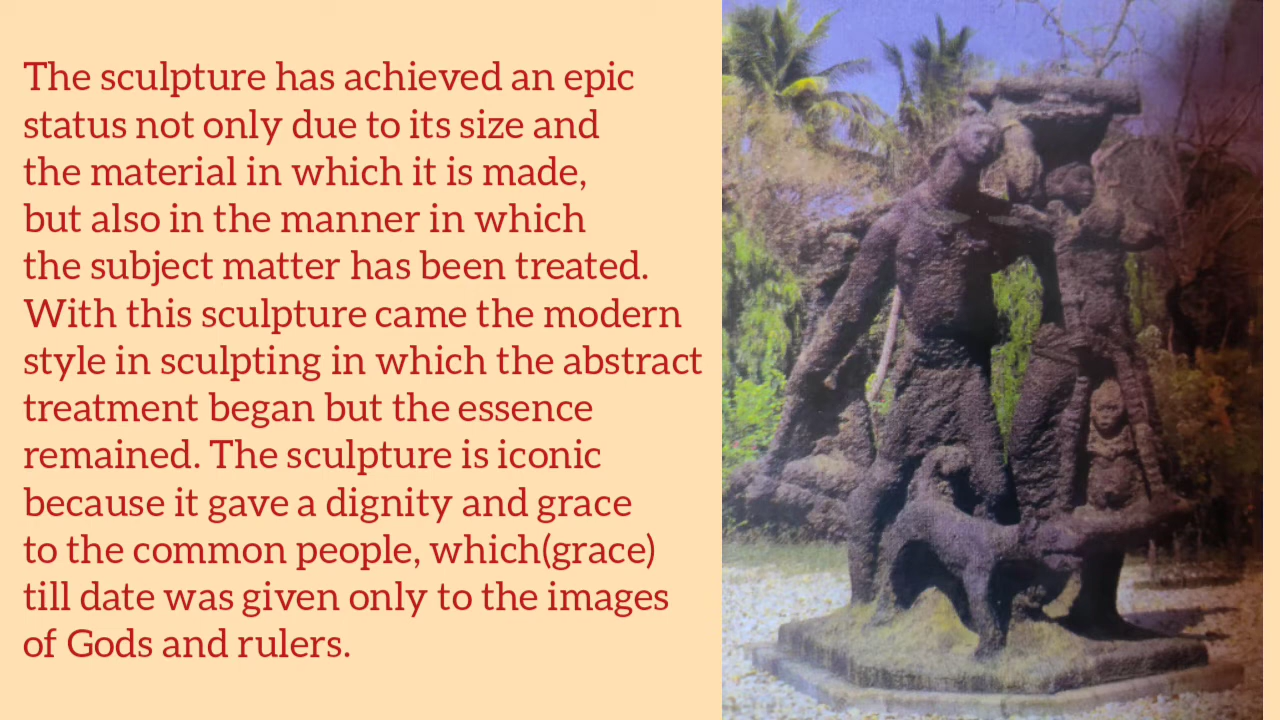 The sculpture has achieved an epic
status not only due to its size and
the material in which it is made,
but also in the manner in which
the subject matter has been treated.
With this sculpture came the modern
style in sculpting in which the abstract
treatment began but the essence
remained. The sculpture is iconic
because it gave a dignity and grace
to the common people, which(grace)
till date was given only to the images
of Gods and rulers.